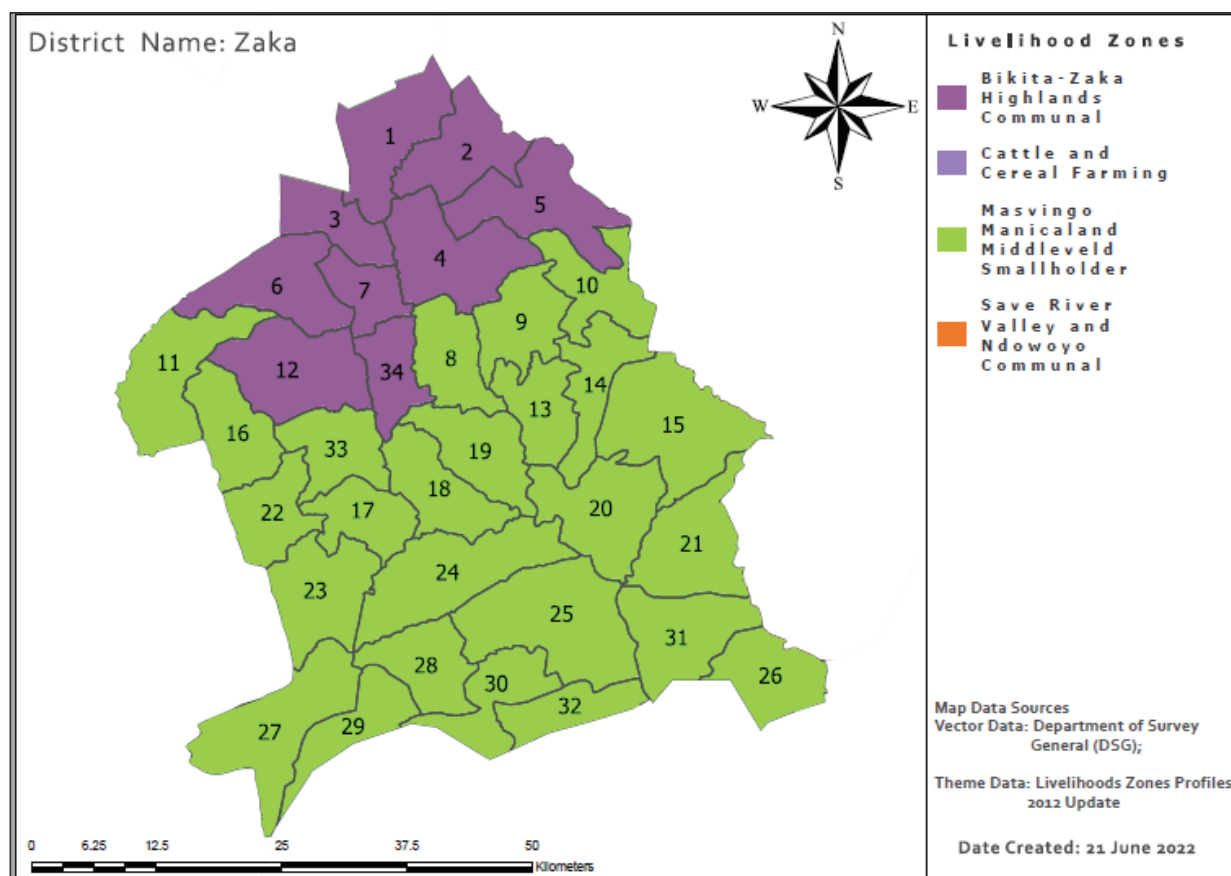 District Name: Zaka
N
W
E
S
1
2
3
5
4
6
7
10
9
11
8
12
34
14
13
15
16
33
19
18
22
17
20
21
24
23
25
31
28
26
30
32
27
29
0
6.25
12.5
25
37.5
50
Kilometers
Livelihood Zones
Bikita-Zaka
Highlands
Communal
Cattle and
Cereal Farming
Masvingo
Manicaland
Middleveld
Smallholder
Save River
Valley and
Ndowoyo
Communal
Map Data Sources
Vector Data: Department of Survey
General (DSG);
Theme Data: Livelihoods Zones Profiles
2012 Update
Date Created: 21 June 2022